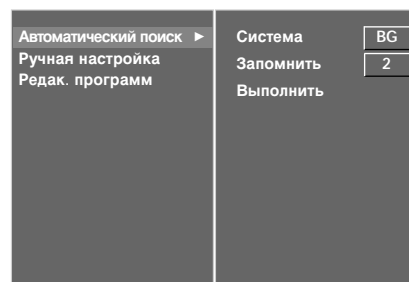 Автоматический поиск ►
Ручная настройка
Редак. программ
Система BG
Запомнить 2
Выполнить